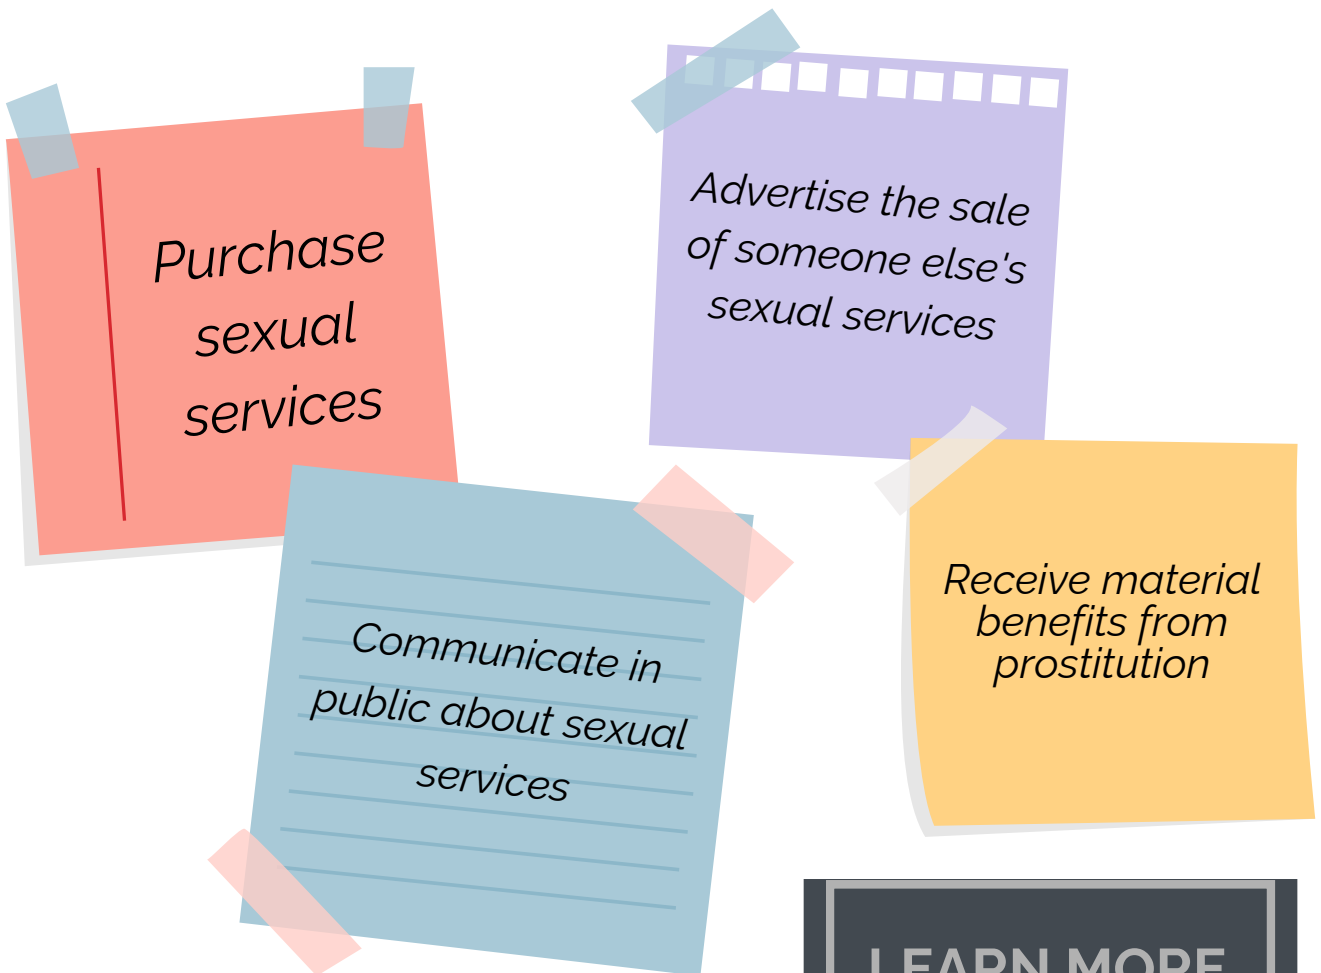 Purchase
sexual
services
Advertise the sale
of someone else's
sexual services
Communicate in
public about sexual
services
Receive material
benefits from
prostitution
LEARN MORE